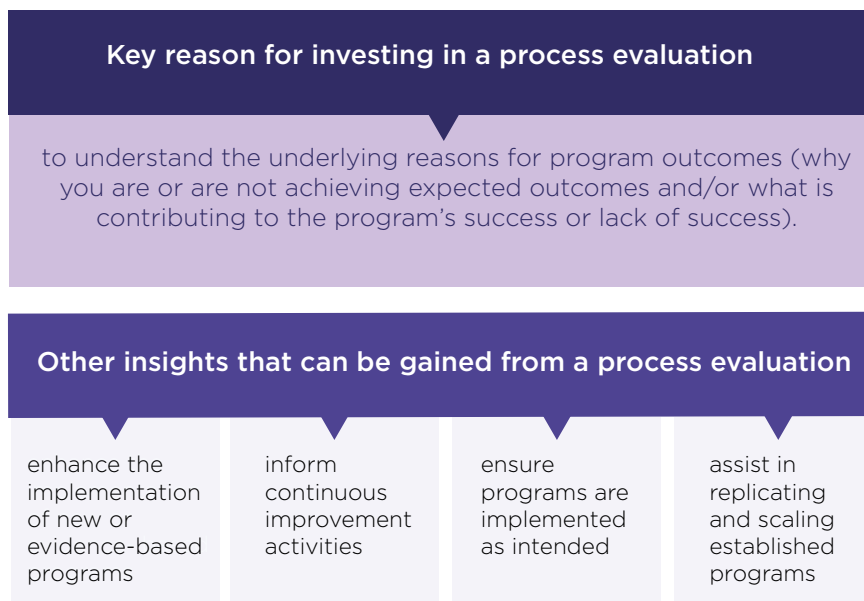 Key reason for investing in a process evaluation
to understand the underlying reasons for program outcomes (why
you are or are not achieving expected outcomes and/or what is
contributing to the program’s success or lack of success).
Other insights that can be gained from a process evaluation
enhance the
implementation
of new or
evidence-based
programs
inform
continuous
improvement
activities
ensure
programs are
implemented
as intended
assist in
replicating
and scaling
established
programs